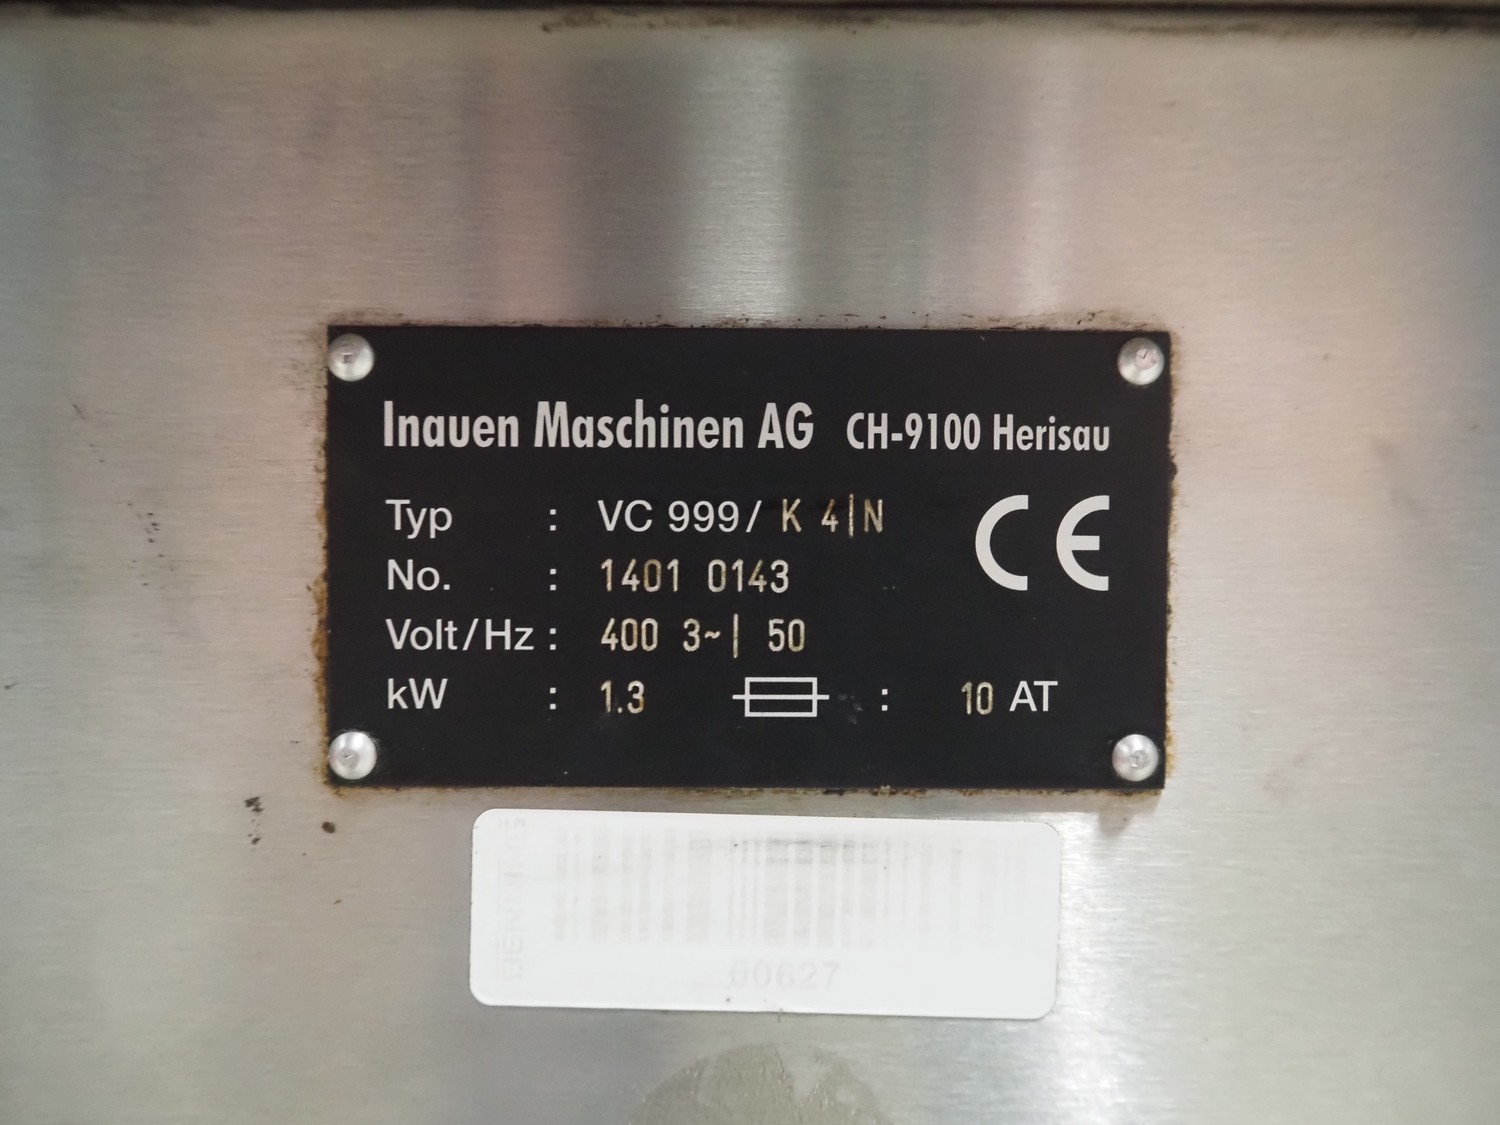 Inauen Maschinen AG CH-9100 Herisau
Typ : VC 999/ K 4|N
CE
No. : 1401 0143
Volt/Hz : 400 3~| 50
kW : 1.3 : 10 AT
00627